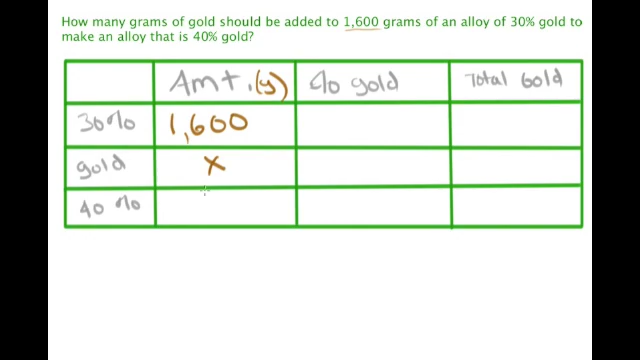 How many grams of gold should be added to 1,600 grams of an alloy of 30% gold to
make an alloy that is 40% gold?
Amt. (g) % gold Total Gold
30% 1,600
gold x
40 %